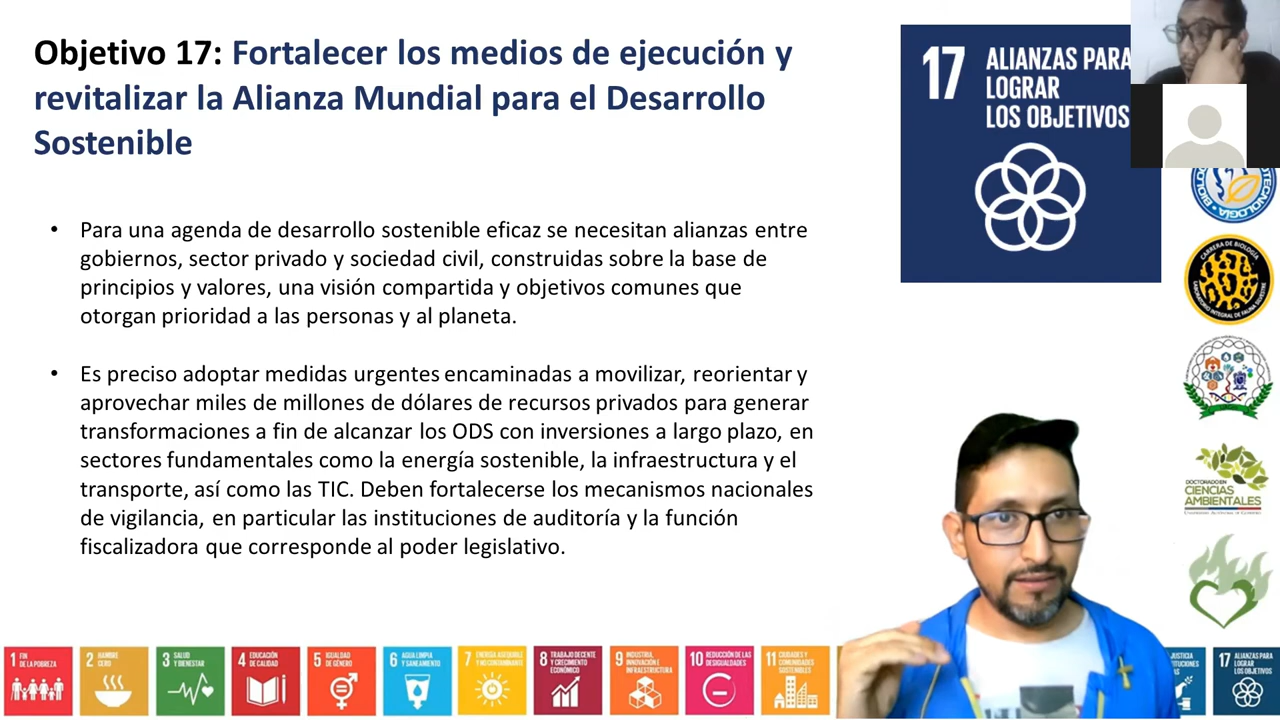 Objetivo 17: Fortalecer los medios de ejecución y
revitalizar la Alianza Mundial para el Desarrollo
Sostenible
• Para una agenda de desarrollo sostenible eficaz se necesitan alianzas entre
gobiernos, sector privado y sociedad civil, construidas sobre la base de
principios y valores, una visión compartida y objetivos comunes que
otorgan prioridad a las personas y al planeta.
• Es preciso adoptar medidas urgentes encaminadas a movilizar, reorientar y
aprovechar miles de millones de dólares de recursos privados para generar
transformaciones a fin de alcanzar los ODS con inversiones a largo plazo, en
sectores fundamentales como la energía sostenible, la infraestructura y el
transporte, así como las TIC. Deben fortalecerse los mecanismos nacionales
de vigilancia, en particular las instituciones de auditoría y la función
fiscalizadora que corresponde al poder legislativo.
17 ALIANZAS PARA
LOGRAR
LOS OBJETIVOS
CARRERA DE BIOLOGÍA
LABORATORIO INTEGRAL DE FAUNA SILVESTRE
DOCTORADO EN
CIENCIAS
AMBIENTALES
1 FIN
DE LA POBREZA
2 HAMBRE
CERO
3 SALUD
Y BIENESTAR
4 EDUCACIÓN
DE CALIDAD
5 IGUALDAD
DE GÉNERO
6 AGUA LIMPIA
Y SANEAMIENTO
7 ENERGÍA ASEQUIBLE
Y NO CONTAMINANTE
8 TRABAJO DECENTE
Y CRECIMIENTO
ECONÓMICO
9 INDUSTRIA,
INNOVACIÓN E
INFRAESTRUCTURA
10 REDUCCIÓN DE LAS
DESIGUALDADES
11 CIUDADES Y
COMUNIDADES
SOSTENIBLES
JUSTICIA
17 ALIANZAS PARA
LOGRAR
LOS OBJETIVOS